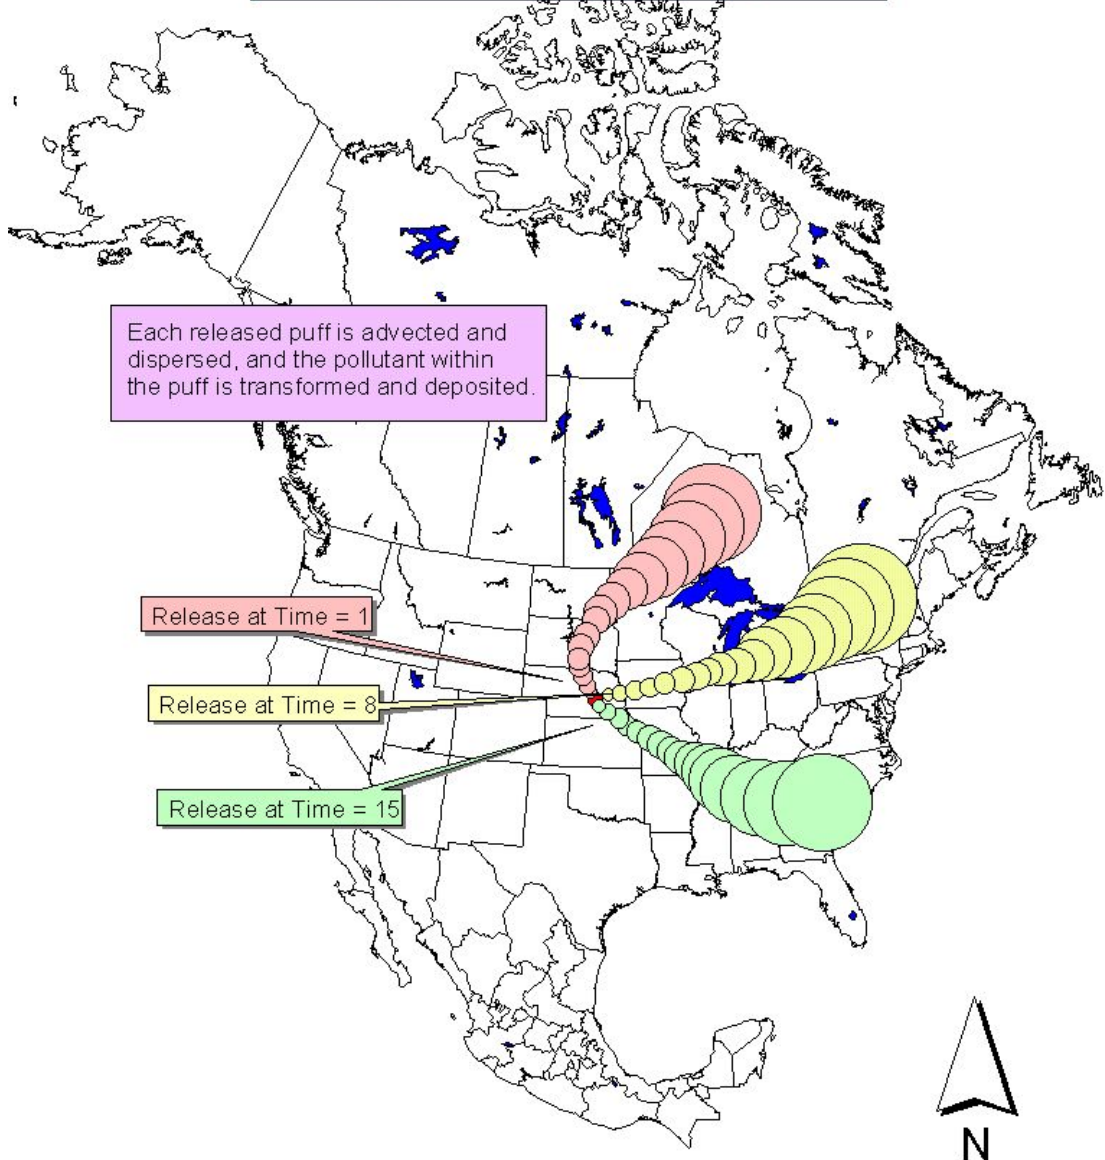 Each released puff is advected and
dispersed, and the pollutant within
the puff is transformed and deposited.
Release at Time = 1
Release at Time = 8
Release at Time = 15
N